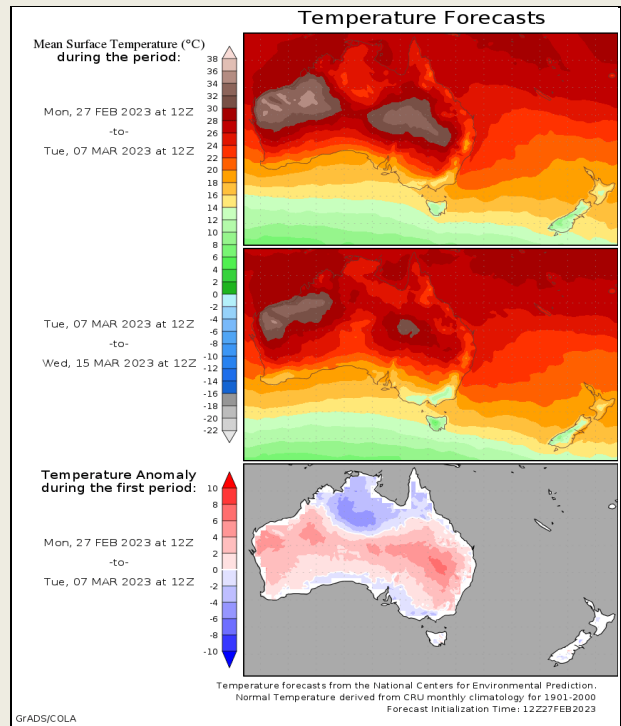 Temperature Forecasts
Mean Surface Temperature (°C)
during the period:
38
36
34
32
30
28
26
24
22
20
18
16
14
12
10
8
6
4
2
0
-2
-4
-6
-8
-10
-12
-14
-16
-18
-20
-22
Mon, 27 FEB 2023 at 12Z
-to-
Tue, 07 MAR 2023 at 12Z
Tue, 07 MAR 2023 at 12Z
-to-
Wed, 15 MAR 2023 at 12Z
Temperature Anomaly
during the first period:
10
8
6
4
2
0
-2
-4
-6
-8
-10
Mon, 27 FEB 2023 at 12Z
-to-
Tue, 07 MAR 2023 at 12Z
Temperature forecasts from the National Centers for Environmental Prediction.
Normal Temperature derived from CRU monthly climatology for 1901-2000
Forecast Initialization Time: 12Z27FEB2023
GrADS/COLA